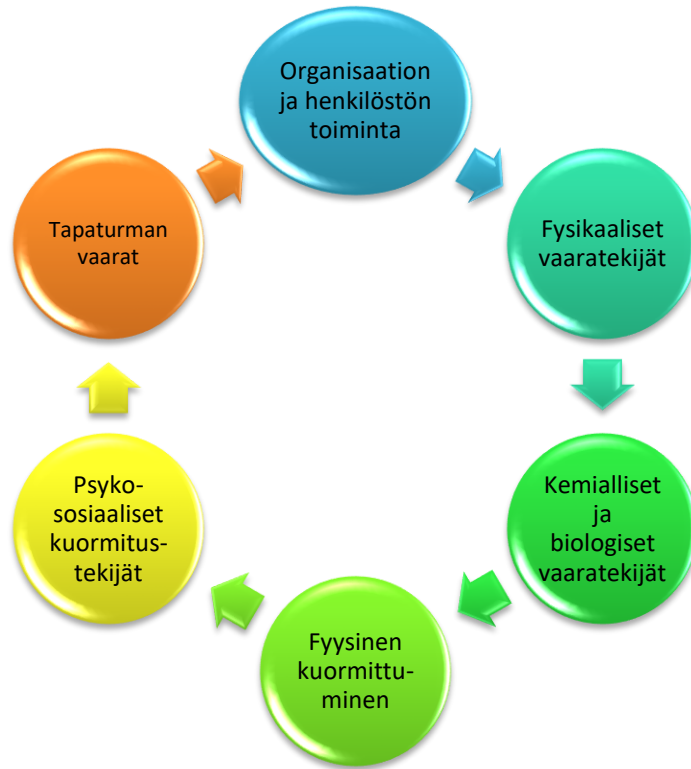 Organisaation
ja henkilöstön
toiminta
Fysikaaliset
vaaratekijät
Kemialliset
ja
biologiset
vaaratekijät
Fyysinen
kuormittu-
minen
Psyko-
sosiaaliset
kuormitus-
tekijät
Tapaturman
vaarat